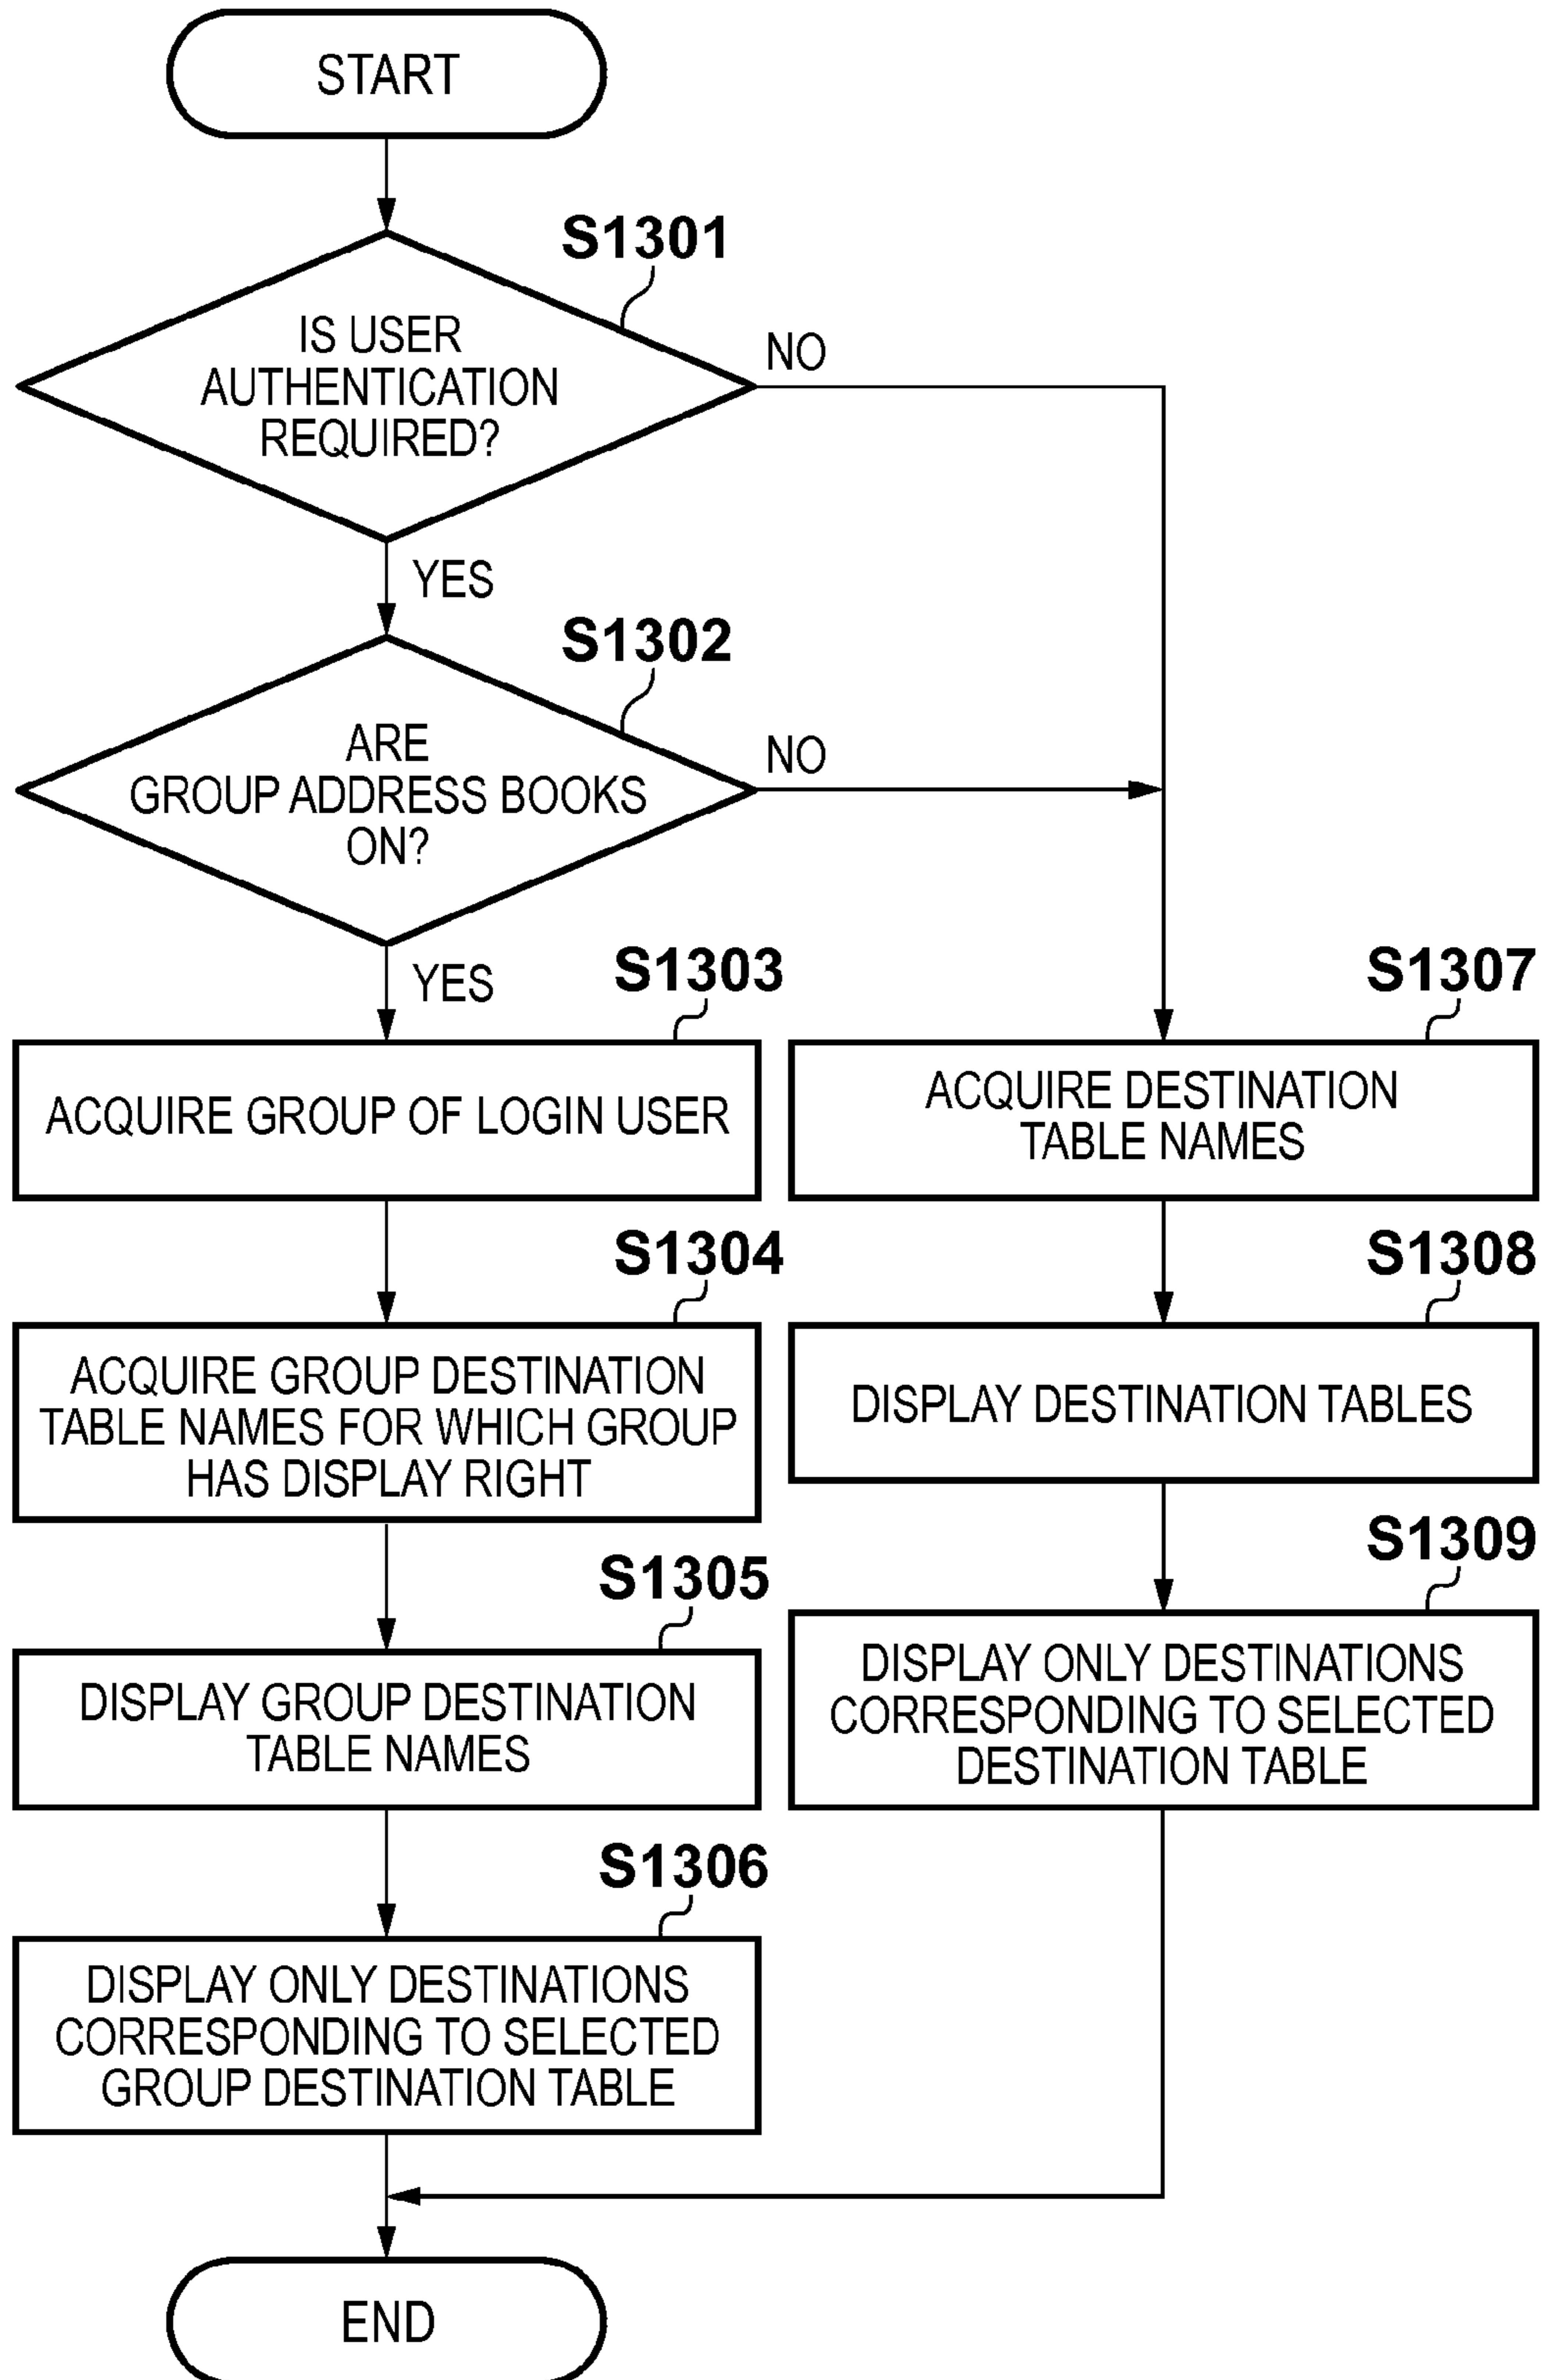 START
S1301
IS USER
AUTHENTICATION
REQUIRED?
NO
YES
S1302
ARE
GROUP ADDRESS BOOKS
ON?
NO
YES
S1303
ACQUIRE GROUP OF LOGIN USER
S1304
ACQUIRE GROUP DESTINATION
TABLE NAMES FOR WHICH GROUP
HAS DISPLAY RIGHT
S1305
DISPLAY GROUP DESTINATION
TABLE NAMES
S1306
DISPLAY ONLY DESTINATIONS
CORRESPONDING TO SELECTED
GROUP DESTINATION TABLE
S1307
ACQUIRE DESTINATION
TABLE NAMES
S1308
DISPLAY DESTINATION TABLES
S1309
DISPLAY ONLY DESTINATIONS
CORRESPONDING TO SELECTED
DESTINATION TABLE
END